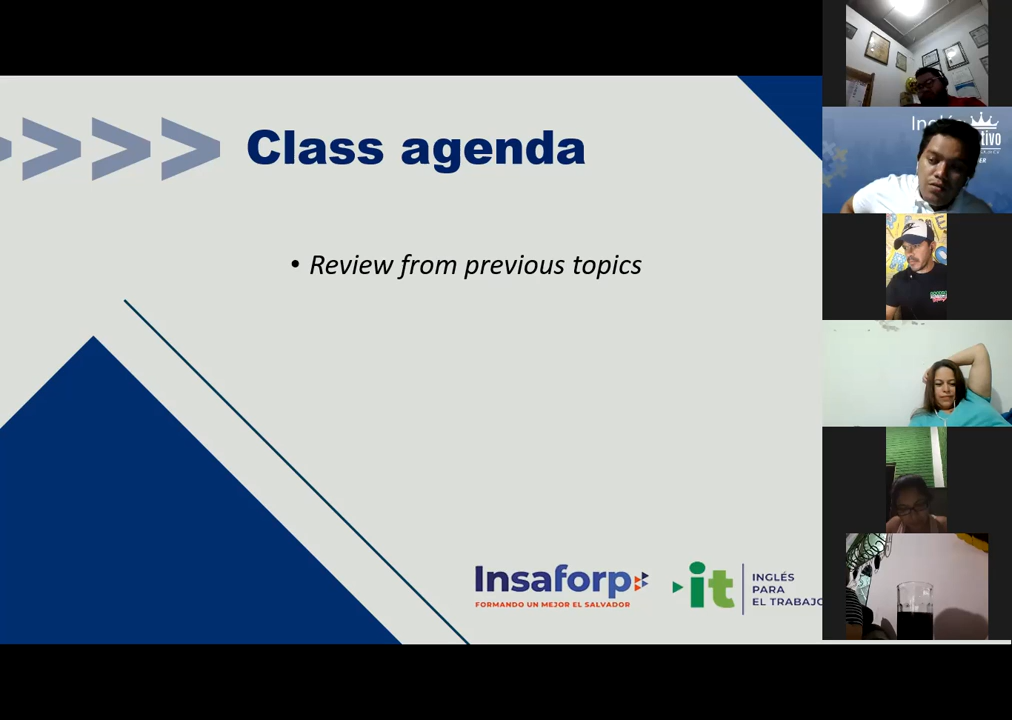 Class agenda
• Review from previous topics
Insaforp
FORMANDO UN MEJOR EL SALVADOR
it
INGLÉS
PARA
EL TRABAJO